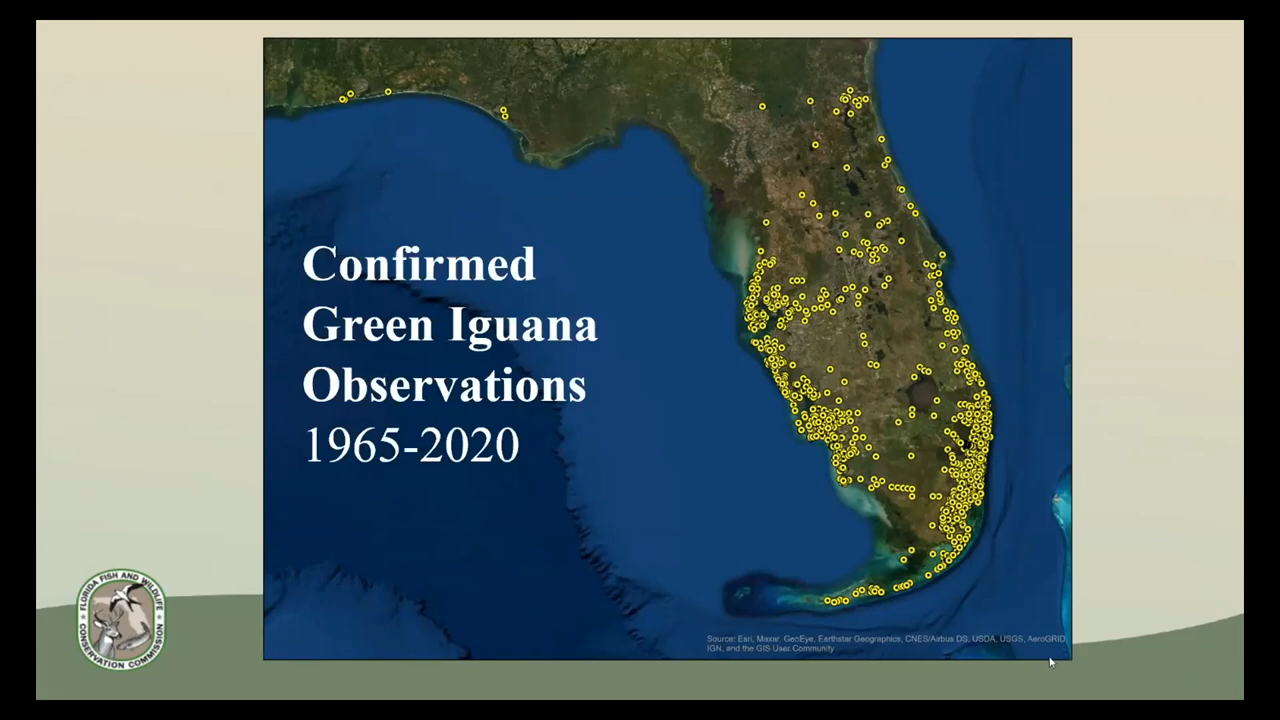 Confirmed
Green Iguana
Observations
1965-2020
FLORIDA FISH AND WILDLIFE
CONSERVATION COMMISSION
Source: Esri, Maxar, GeoEye, Earthstar Geographics, CNES/Airbus DS, USDA, USGS, AeroGRID,
IGN, and the GIS User Community